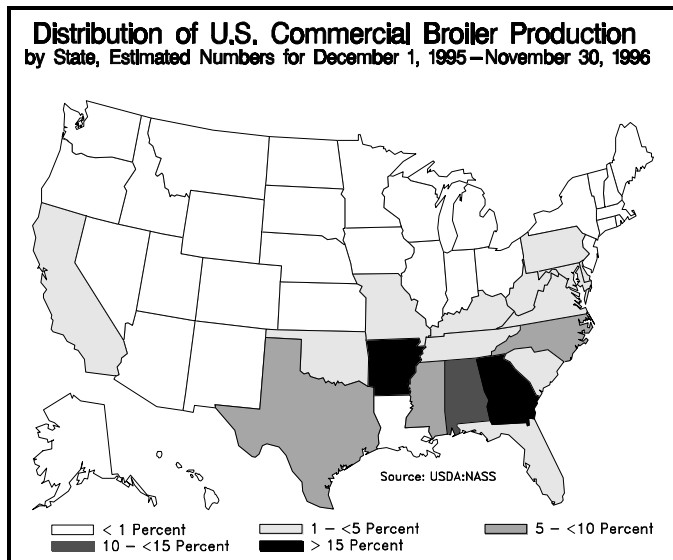 Distribution of U.S. Commercial Broiler Production
by State, Estimated Numbers for December 1, 1995–November 30, 1996
Source: USDA:NASS
< 1 Percent
1 – <5 Percent
5 – <10 Percent
10 – <15 Percent
> 15 Percent